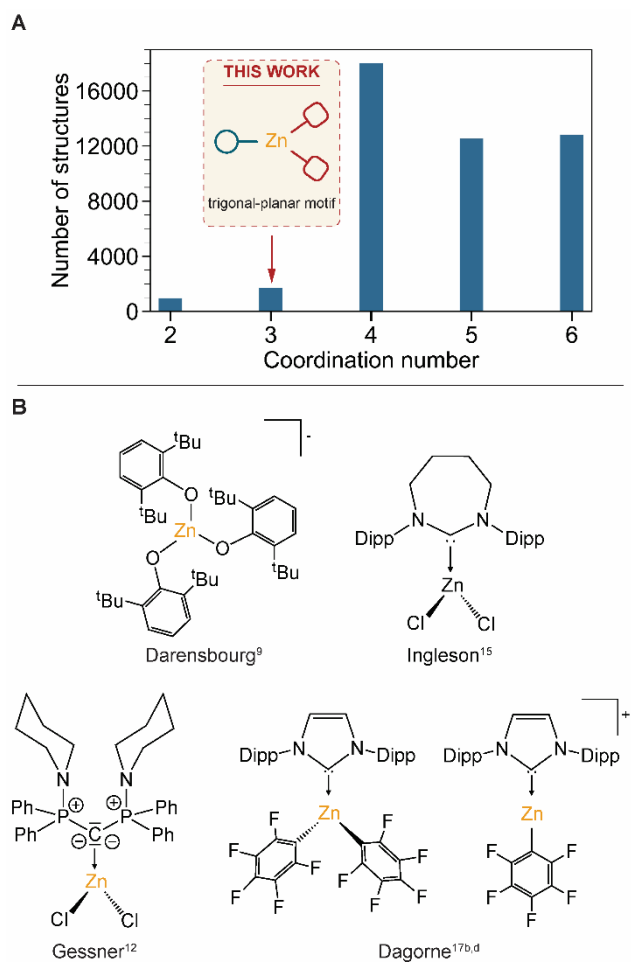 A
THIS WORK
Zn
trigonal-planar motif
Number of structures
16000
12000
8000
4000
0
2 3 4 5 6
Coordination number
B
-
tBu
tBu
O
tBu
Zn
O
O
tBu
tBu
tBu
Darensbourg9
N N
Dipp Dipp
Zn
Cl Cl
Ingleson15
N N
⊕ ⊕
Ph P P Ph
Ph C Ph
⊖ ⊖
Zn
Cl Cl
Gessner12
N N
Dipp Dipp
Zn
F F
F F
F F
F F
F F
+
N N
Dipp Dipp
Zn
F F
F F
F
Dagorne17b,d